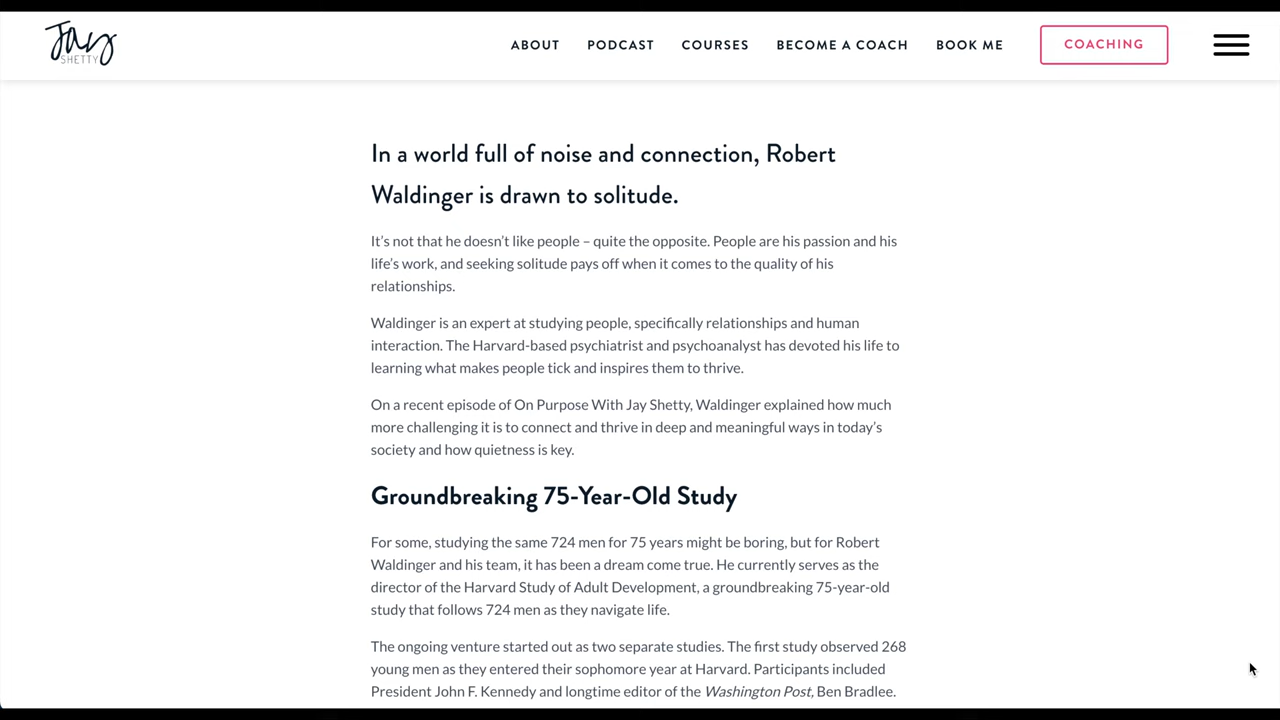 Jay
SHETTY
ABOUT PODCAST COURSES BECOME A COACH BOOK ME COACHING
In a world full of noise and connection, Robert
Waldinger is drawn to solitude.
It’s not that he doesn’t like people – quite the opposite. People are his passion and his
life’s work, and seeking solitude pays off when it comes to the quality of his
relationships.
Waldinger is an expert at studying people, specifically relationships and human
interaction. The Harvard-based psychiatrist and psychoanalyst has devoted his life to
learning what makes people tick and inspires them to thrive.
On a recent episode of On Purpose With Jay Shetty, Waldinger explained how much
more challenging it is to connect and thrive in deep and meaningful ways in today’s
society and how quietness is key.
Groundbreaking 75-Year-Old Study
For some, studying the same 724 men for 75 years might be boring, but for Robert
Waldinger and his team, it has been a dream come true. He currently serves as the
director of the Harvard Study of Adult Development, a groundbreaking 75-year-old
study that follows 724 men as they navigate life.
The ongoing venture started out as two separate studies. The first study observed 268
young men as they entered their sophomore year at Harvard. Participants included
President John F. Kennedy and longtime editor of the Washington Post, Ben Bradlee.